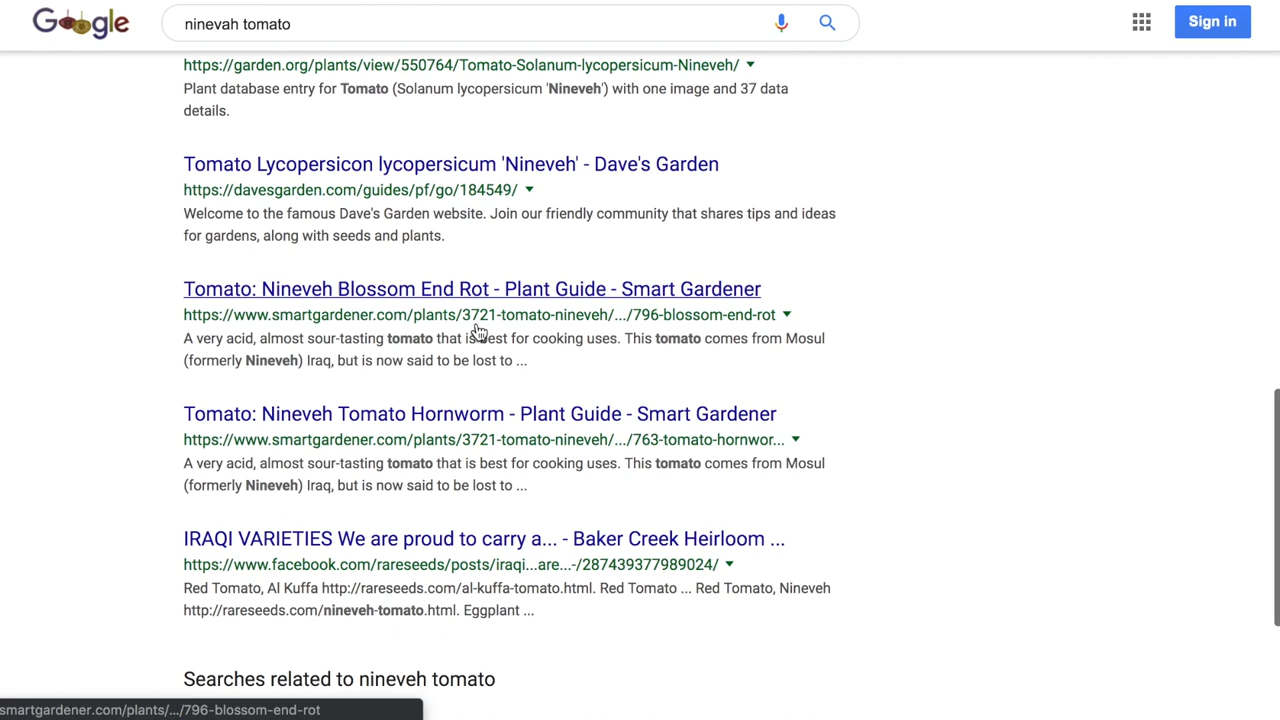 Google
ninevah tomato
Sign in
https://garden.org/plants/view/550764/Tomato-Solanum-lycopersicum-Nineveh/
Plant database entry for Tomato (Solanum lycopersicum 'Nineveh') with one image and 37 data
details.
Tomato Lycopersicon lycopersicum 'Nineveh' - Dave's Garden
https://davesgarden.com/guides/pf/go/184549/
Welcome to the famous Dave's Garden website. Join our friendly community that shares tips and ideas
for gardens, along with seeds and plants.
Tomato: Nineveh Blossom End Rot - Plant Guide - Smart Gardener
https://www.smartgardener.com/plants/3721-tomato-nineveh/.../796-blossom-end-rot
A very acid, almost sour-tasting tomato that is best for cooking uses. This tomato comes from Mosul
(formerly Nineveh) Iraq, but is now said to be lost to ...
Tomato: Nineveh Tomato Hornworm - Plant Guide - Smart Gardener
https://www.smartgardener.com/plants/3721-tomato-nineveh/.../763-tomato-hornwor...
A very acid, almost sour-tasting tomato that is best for cooking uses. This tomato comes from Mosul
(formerly Nineveh) Iraq, but is now said to be lost to ...
IRAQI VARIETIES We are proud to carry a... - Baker Creek Heirloom ...
https://www.facebook.com/rareseeds/posts/iraqi...are...-/287439377989024/
Red Tomato, Al Kuffa http://rareseeds.com/al-kuffa-tomato.html. Red Tomato ... Red Tomato, Nineveh
http://rareseeds.com/nineveh-tomato.html. Eggplant ...
Searches related to nineveh tomato
smartgardener.com/plants/.../796-blossom-end-rot